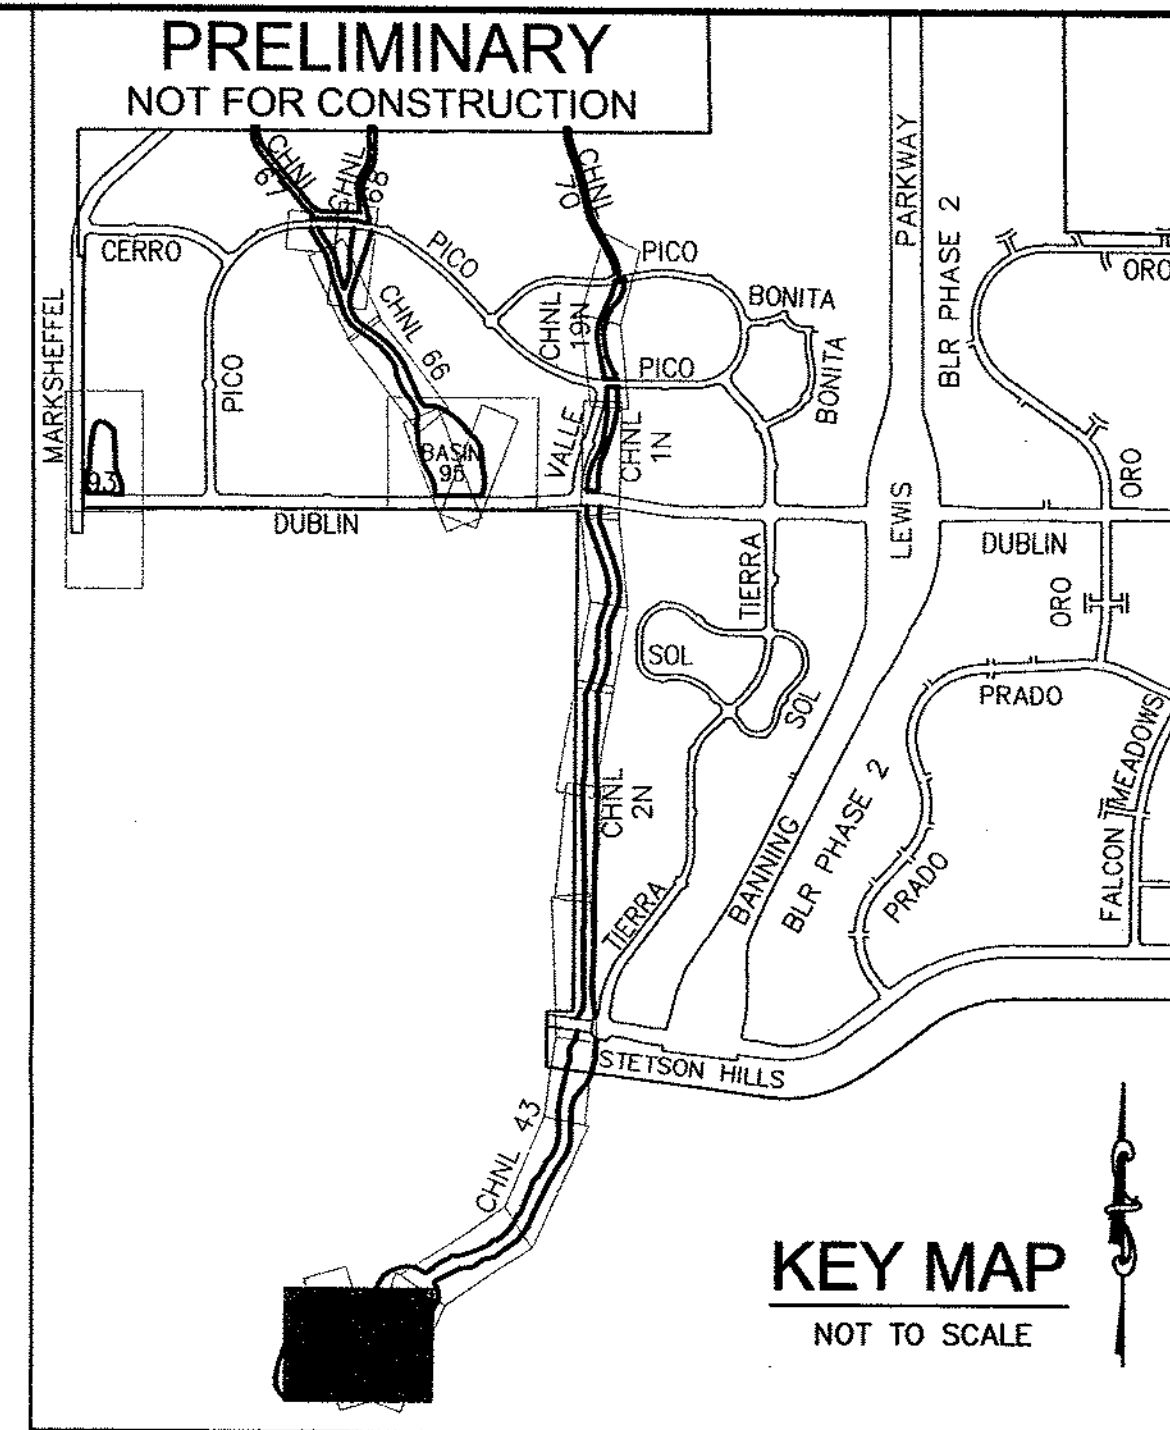 PRELIMINARY
NOT FOR CONSTRUCTION
CHNL
67
CHNL
68
CHNL
70
PARKWAY
BLR PHASE 2
CERRO
PICO
PICO
ORO
MARKSHEFFEL
PICO
CHNL 66
CHNL
19N
BONITA
BONITA
PICO
93
BASIN
95
VALLE
CHNL
1N
ORO
DUBLIN
LEWIS
DUBLIN
TIERRA
ORO
SOL
SOL
PRADO
MEADOWS
CHNL
2N
BANNING
BLR PHASE 2
FALCON
PRADO
TIERRA
STETSON HILLS
CHNL 43
KEY MAP
NOT TO SCALE